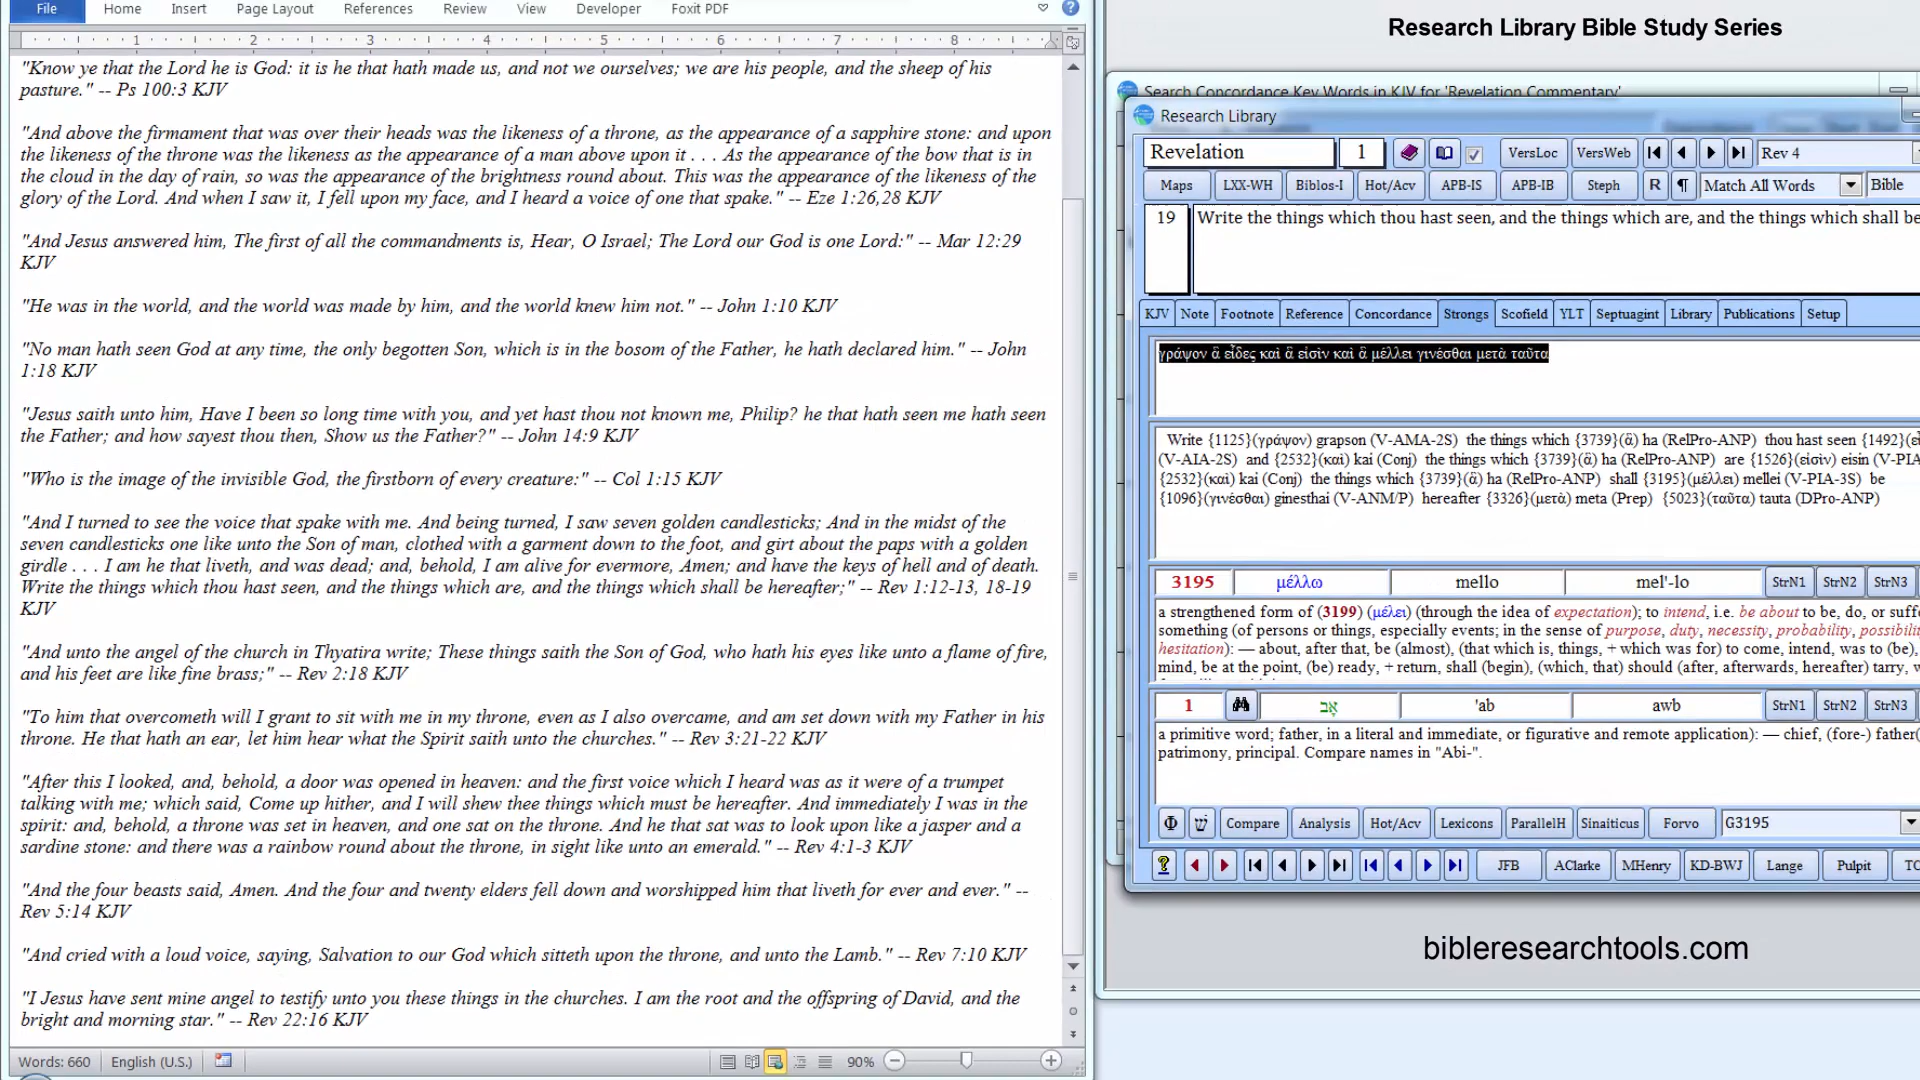 File Home Insert Page Layout References Review View Developer Foxit PDF
1 2 3 4 5 6 7 8
"Know ye that the Lord he is God: it is he that hath made us, and not we ourselves; we are his people, and the sheep of his
pasture." -- Ps 100:3 KJV
"And above the firmament that was over their heads was the likeness of a throne, as the appearance of a sapphire stone: and upon
the likeness of the throne was the likeness as the appearance of a man above upon it . . . As the appearance of the bow that is in
the cloud in the day of rain, so was the appearance of the brightness round about. This was the appearance of the likeness of the
glory of the Lord. And when I saw it, I fell upon my face, and I heard a voice of one that spake." -- Eze 1:26,28 KJV
"And Jesus answered him, The first of all the commandments is, Hear, O Israel; The Lord our God is one Lord:" -- Mar 12:29
KJV
"He was in the world, and the world was made by him, and the world knew him not." -- John 1:10 KJV
"No man hath seen God at any time, the only begotten Son, which is in the bosom of the Father, he hath declared him." -- John
1:18 KJV
"Jesus saith unto him, Have I been so long time with you, and yet hast thou not known me, Philip? he that hath seen me hath seen
the Father; and how sayest thou then, Show us the Father?" -- John 14:9 KJV
"Who is the image of the invisible God, the firstborn of every creature:" -- Col 1:15 KJV
"And I turned to see the voice that spake with me. And being turned, I saw seven golden candlesticks; And in the midst of the
seven candlesticks one like unto the Son of man, clothed with a garment down to the foot, and girt about the paps with a golden
girdle . . . I am he that liveth, and was dead; and, behold, I am alive for evermore, Amen; and have the keys of hell and of death.
Write the things which thou hast seen, and the things which are, and the things which shall be hereafter;" -- Rev 1:12-13, 18-19
KJV
"And unto the angel of the church in Thyatira write; These things saith the Son of God, who hath his eyes like unto a flame of fire,
and his feet are like fine brass;" -- Rev 2:18 KJV
"To him that overcometh will I grant to sit with me in my throne, even as I also overcame, and am set down with my Father in his
throne. He that hath an ear, let him hear what the Spirit saith unto the churches." -- Rev 3:21-22 KJV
"After this I looked, and, behold, a door was opened in heaven: and the first voice which I heard was as it were of a trumpet
talking with me; which said, Come up hither, and I will shew thee things which must be hereafter. And immediately I was in the
spirit: and, behold, a throne was set in heaven, and one sat on the throne. And he that sat was to look upon like a jasper and a
sardine stone: and there was a rainbow round about the throne, in sight like unto an emerald." -- Rev 4:1-3 KJV
"And the four beasts said, Amen. And the four and twenty elders fell down and worshipped him that liveth for ever and ever." --
Rev 5:14 KJV
"And cried with a loud voice, saying, Salvation to our God which sitteth upon the throne, and unto the Lamb." -- Rev 7:10 KJV
"I Jesus have sent mine angel to testify unto you these things in the churches. I am the root and the offspring of David, and the
bright and morning star." -- Rev 22:16 KJV
Words: 660 English (U.S.) 90%
Research Library Bible Study Series
Search Concordance Key Words in KJV for 'Revelation Commentary'
Research Library
Revelation 1 VersLoc VersWeb Rev 4
Maps LXX-WH Biblos-I Hot/Acv APB-IS APB-IB Steph R ¶ Match All Words Bible
19 Write the things which thou hast seen, and the things which are, and the things which shall be
KJV Note Footnote Reference Concordance Strongs Scofield YLT Septuagint Library Publications Setup
γράψον ἃ εἶδες καὶ ἃ εἰσὶν καὶ ἃ μέλλει γινέσθαι μετὰ ταῦτα
Write {1125}(γράψον) grapson (V-AMA-2S) the things which {3739}(ἃ) ha (RelPro-ANP) thou hast seen {1492}
(V-AIA-2S) and {2532}(καὶ) kai (Conj) the things which {3739}(ἃ) ha (RelPro-ANP) are {1526}(εἰσὶν) eisin (V-PIA
{2532}(καὶ) kai (Conj) the things which {3739}(ἃ) ha (RelPro-ANP) shall {3195}(μέλλει) mellei (V-PIA-3S) be
{1096}(γινέσθαι) ginesthai (V-ANM/P) hereafter {3326}(μετὰ) meta (Prep) {5023}(ταῦτα) tauta (DPro-ANP)
3195 μέλλω mello mel'-lo StrN1 StrN2 StrN3
a strengthened form of (3199) (μέλει) (through the idea of expectation); to intend, i.e. be about to be, do, or suff
something (of persons or things, especially events; in the sense of purpose, duty, necessity, probability, possibili
hesitation): — about, after that, be (almost), (that which is, things, + which was for) to come, intend, was to (be),
mind, be at the point, (be) ready, + return, shall (begin), (which, that) should (after, afterwards, hereafter) tarry, w
1 אָב 'ab awb StrN1 StrN2 StrN3
a primitive word; father, in a literal and immediate, or figurative and remote application): — chief, (fore-) father(
patrimony, principal. Compare names in "Abi-".
Φ שׁ Compare Analysis Hot/Acv Lexicons ParallelH Sinaiticus Forvo G3195
? JFB AClarke MHenry KD-BWJ Lange Pulpit TC
bibleresearchtools.com